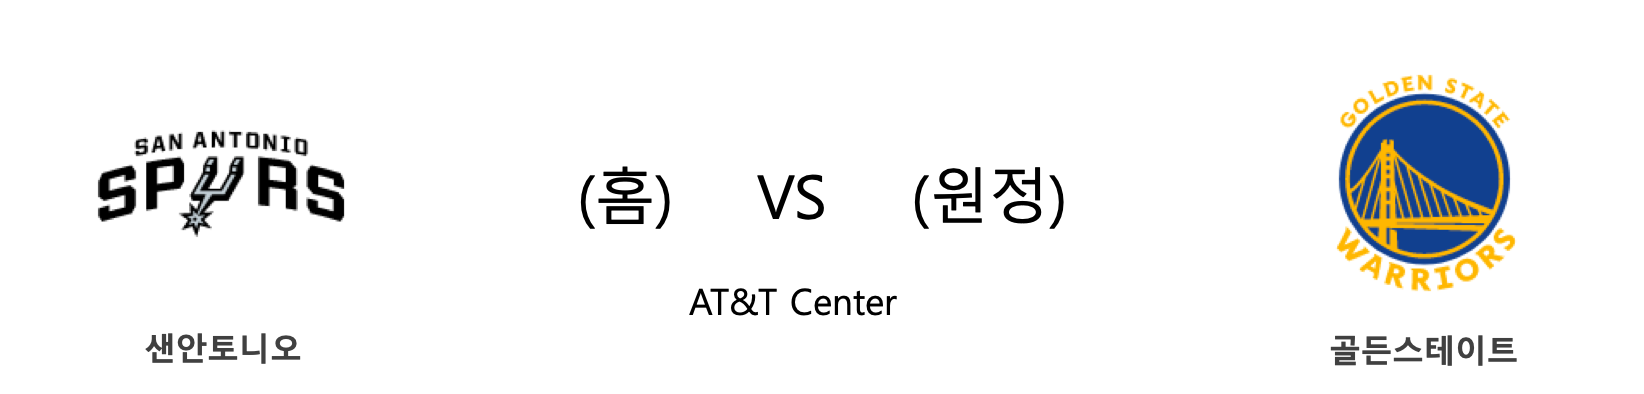 SAN ANTONIO
SPURS
샌안토니오
(홈) VS (원정)
AT&T Center
GOLDEN STATE
WARRIORS
골든스테이트